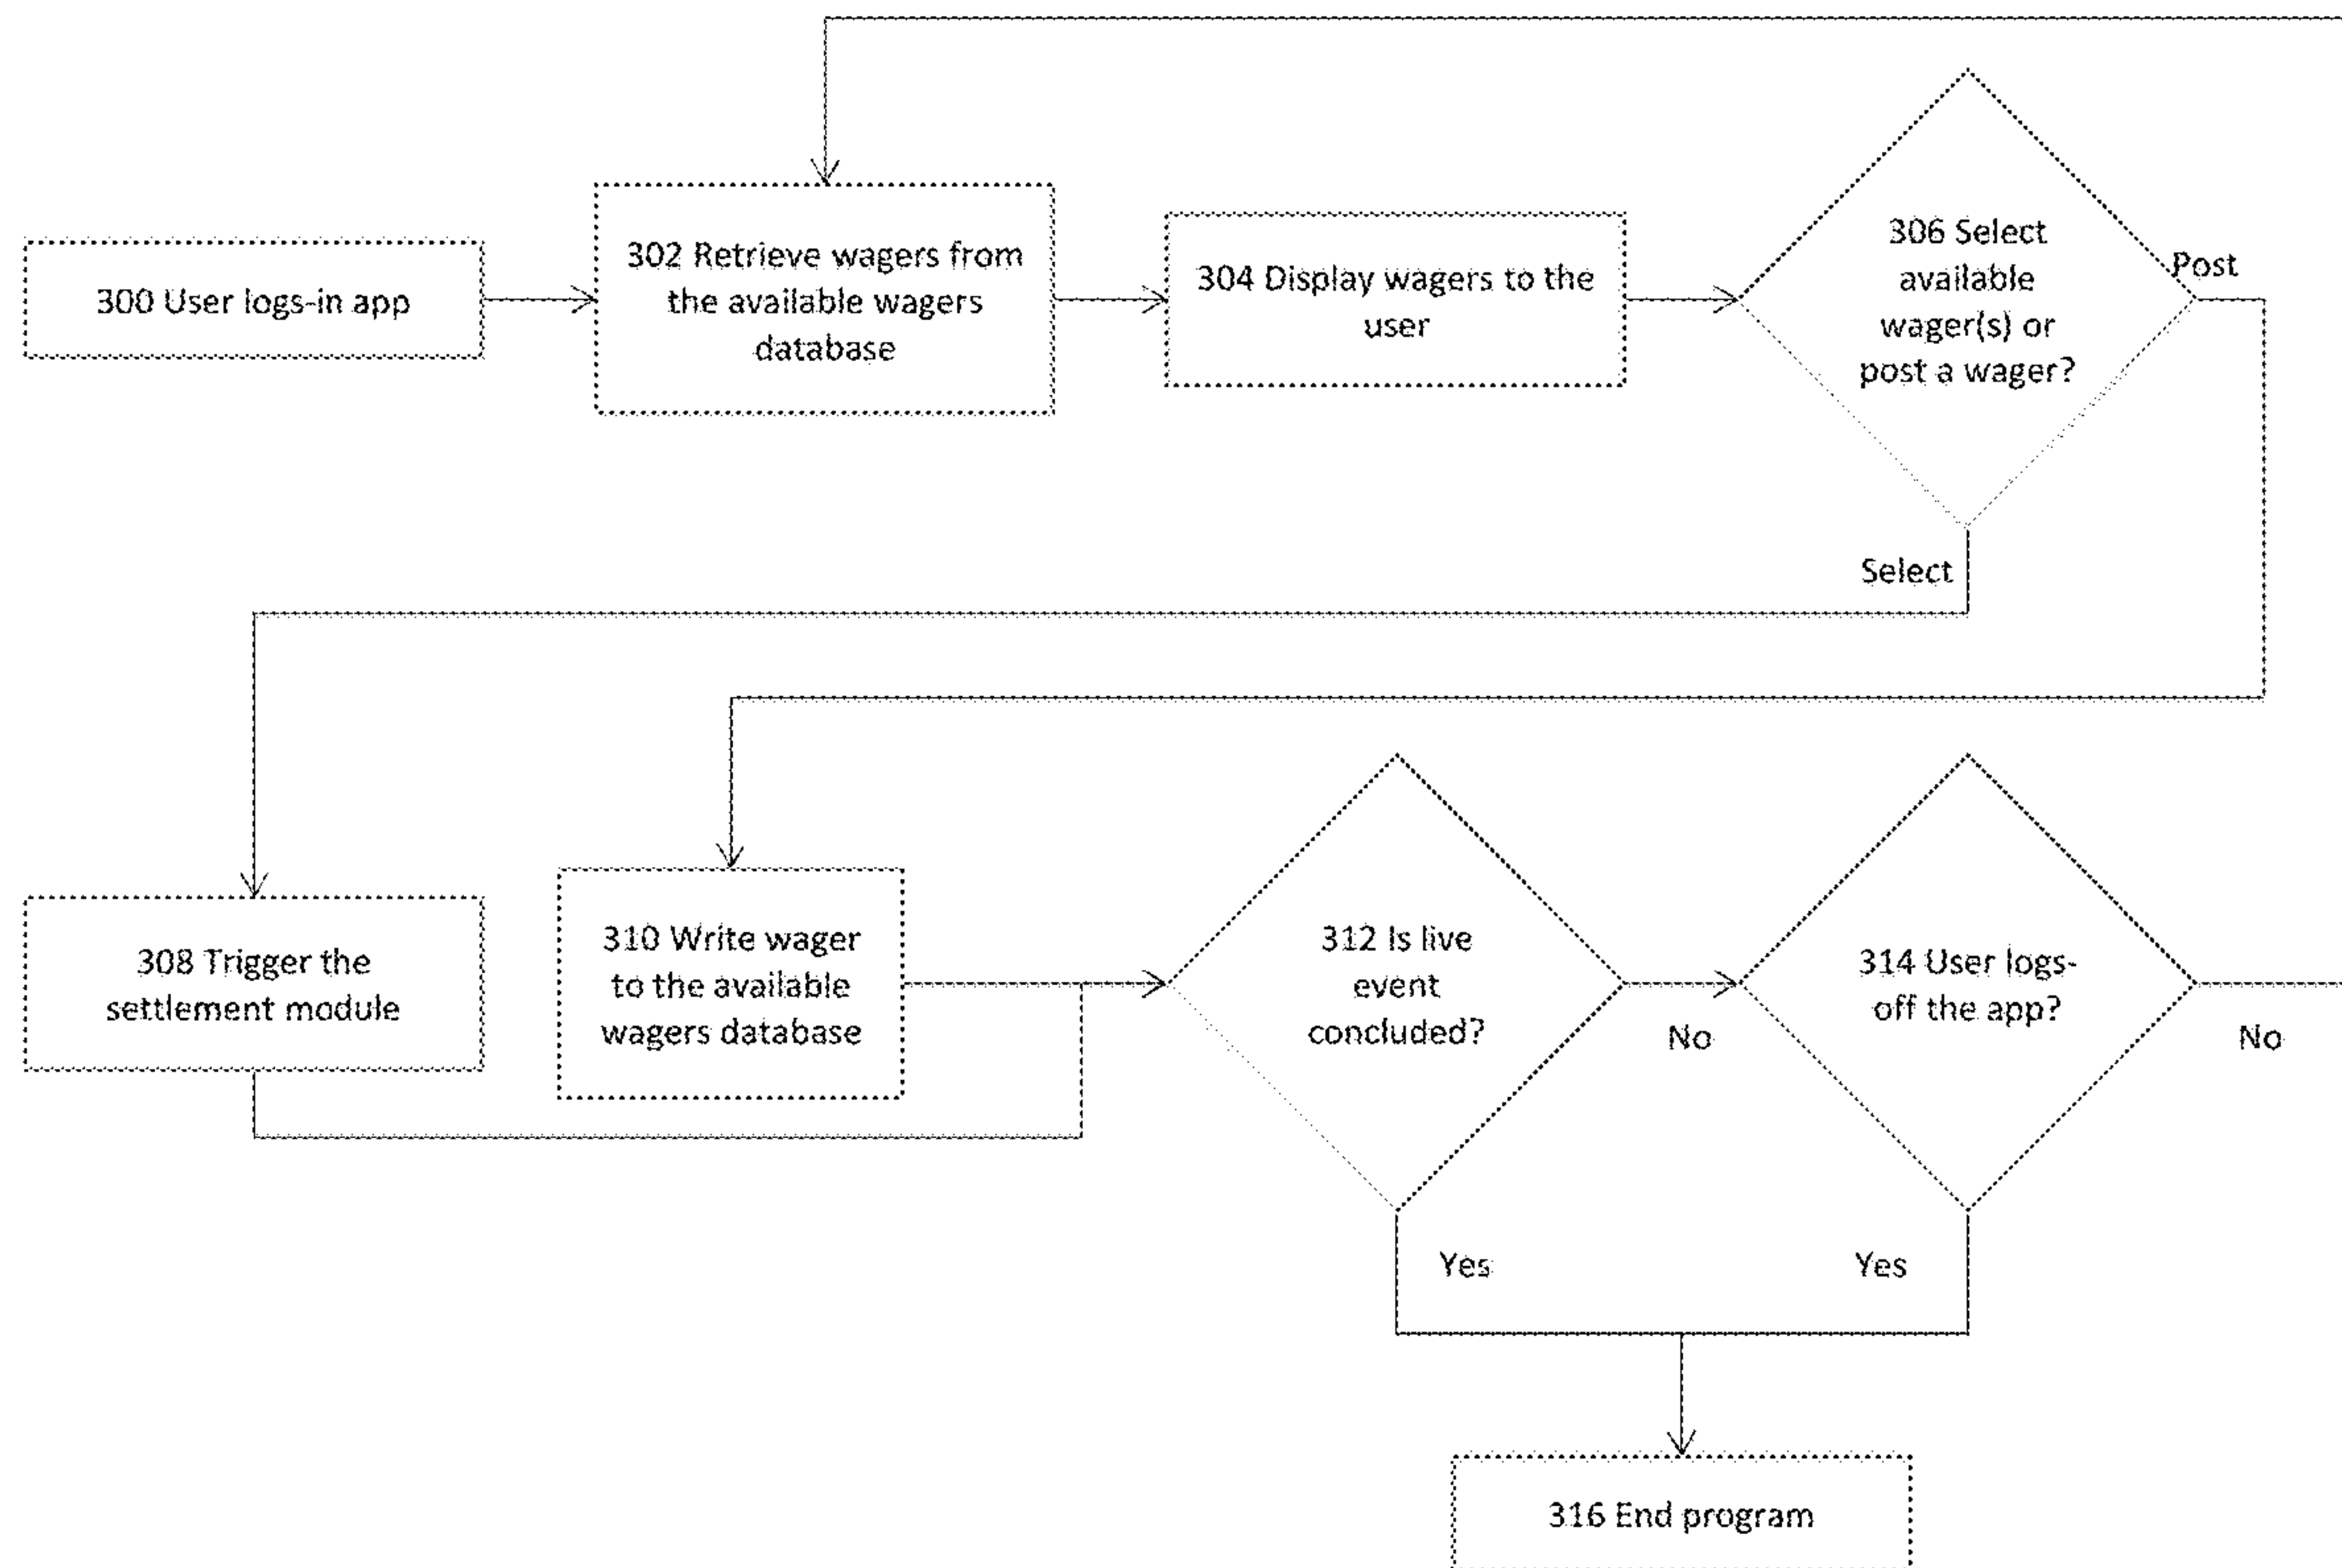 300 User logs-in app
302 Retrieve wagers from
the available wagers
database
304 Display wagers to the
user
306 Select
available
wager(s) or
post a wager?
Post
Select
308 Trigger the
settlement module
310 Write wager
to the available
wagers database
312 Is live
event
concluded?
No
314 User logs-
off the app?
No
Yes
Yes
316 End program